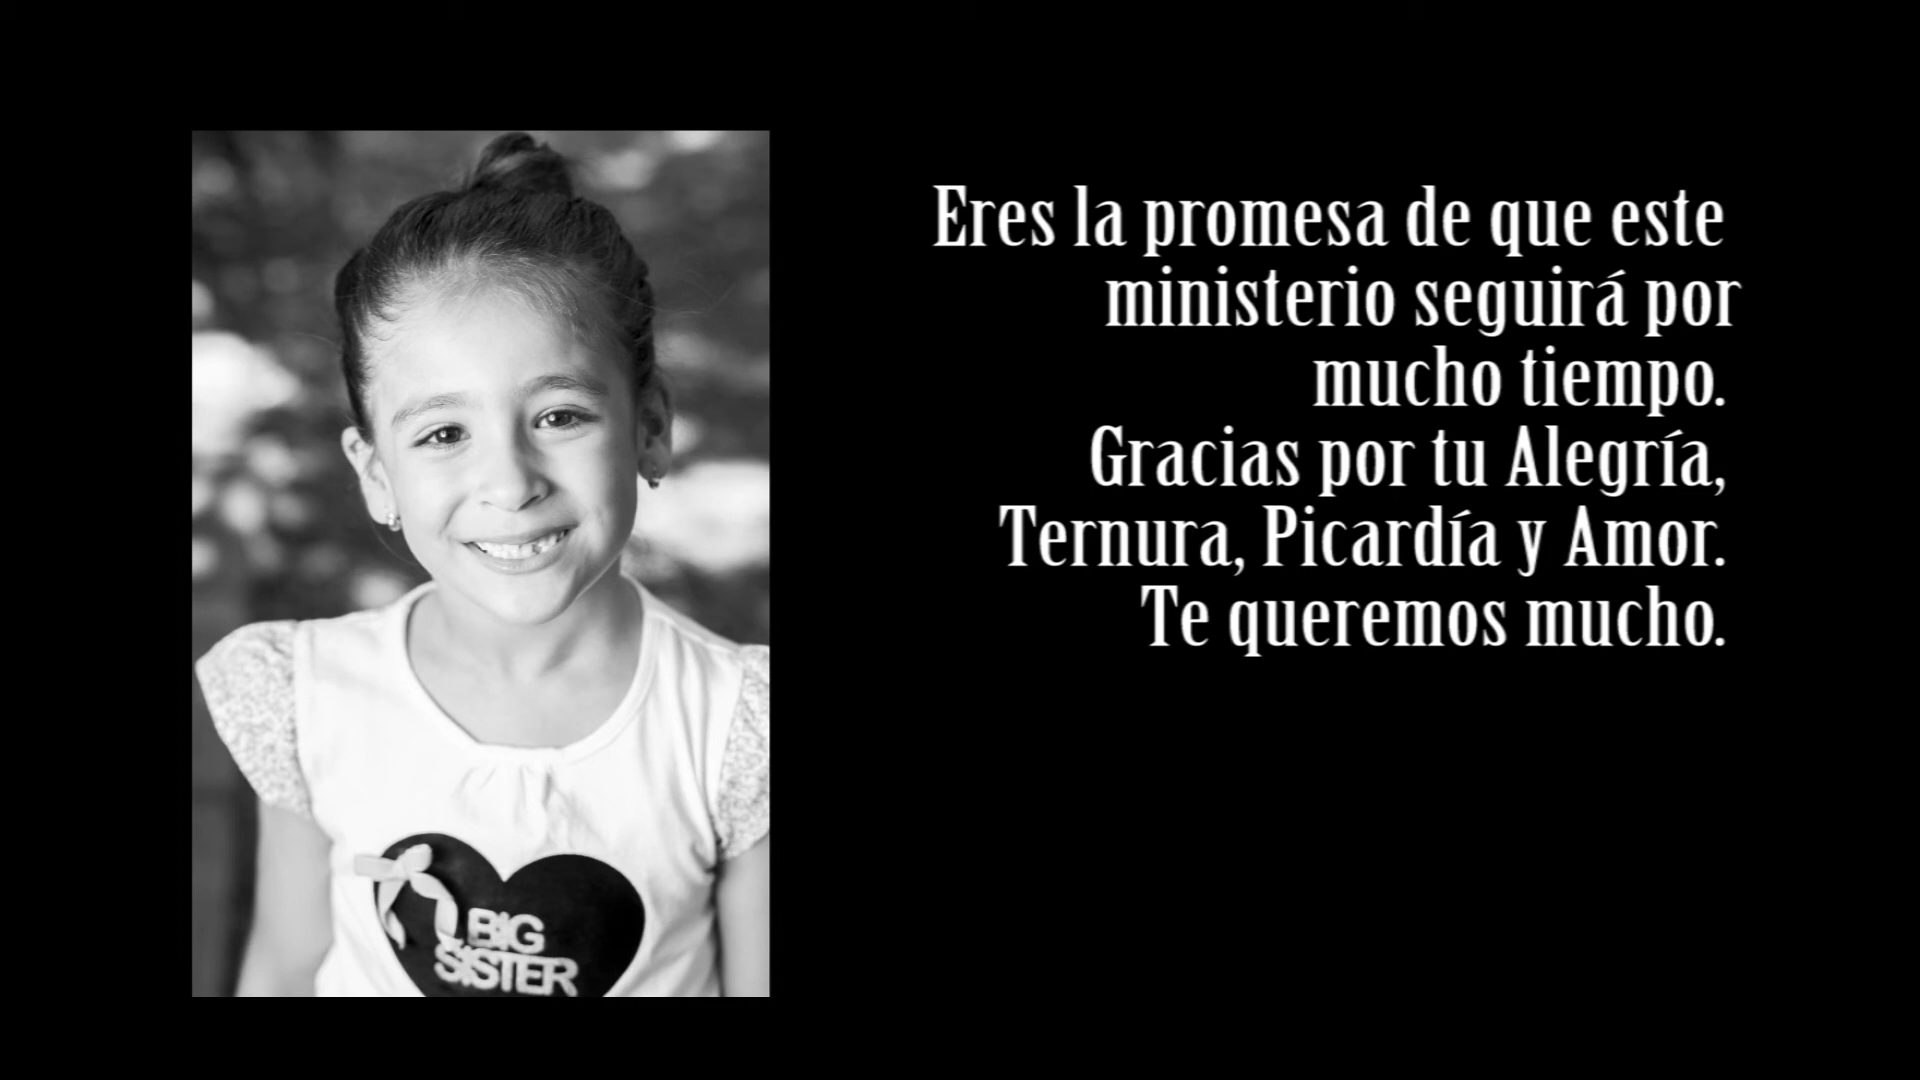 Eres la promesa de que este
ministerio seguirá por
mucho tiempo.
Gracias por tu Alegría,
Ternura, Picardía y Amor.
Te queremos mucho.
BIG
SISTER